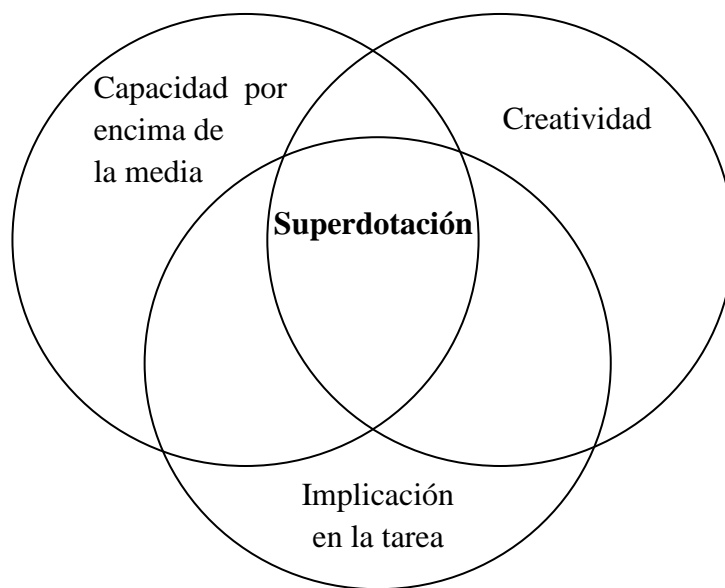 Capacidad por
encima de
la media
Creatividad
Superdotación
Implicación
en la tarea